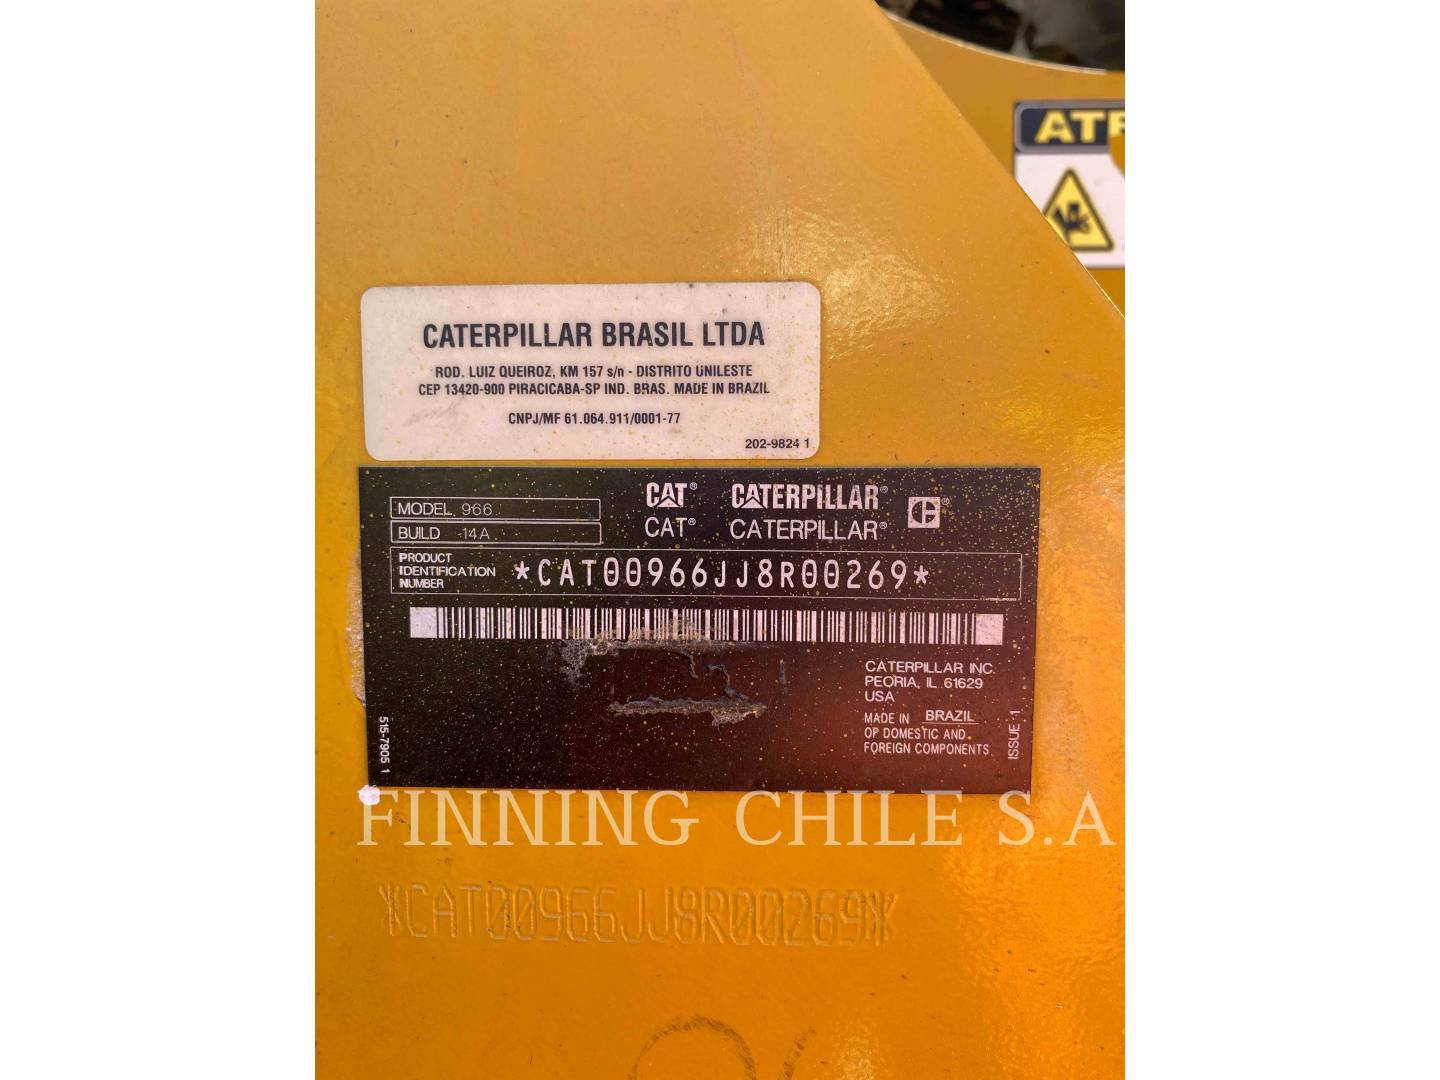 ATE
CATERPILLAR BRASIL LTDA
ROD. LUIZ QUEIROZ, KM 157 s/n - DISTRITO UNILESTE
CEP 13420-900 PIRACICABA-SP IND. BRAS. MADE IN BRAZIL
CNPJ/MF 61.064.911/0001-77
202-9824 1
MODEL 966
BUILD 14A
CAT® CATERPILLAR® ®
CAT® CATERPILLAR®
PRODUCT
IDENTIFICATION
NUMBER
*CAT00966JJ8R00269*
CATERPILLAR INC.
PEORIA, IL 61629
USA
MADE IN BRAZIL
OF DOMESTIC AND
FOREIGN COMPONENTS
ISSUE 1
515-7905 1
FINNING CHILE S.A
*CAT00966JJ8R00269*